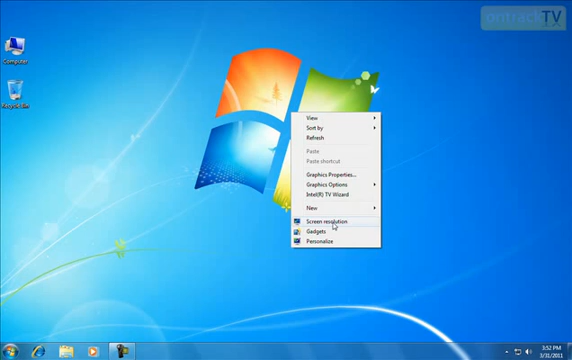 ontrackTV
Computer
Recycle Bin
View
Sort by
Refresh
Paste
Paste shortcut
Graphics Properties...
Graphics Options
Intel(R) TV Wizard
New
Screen resolution
Gadgets
Personalize
3:52 PM
3/31/2011